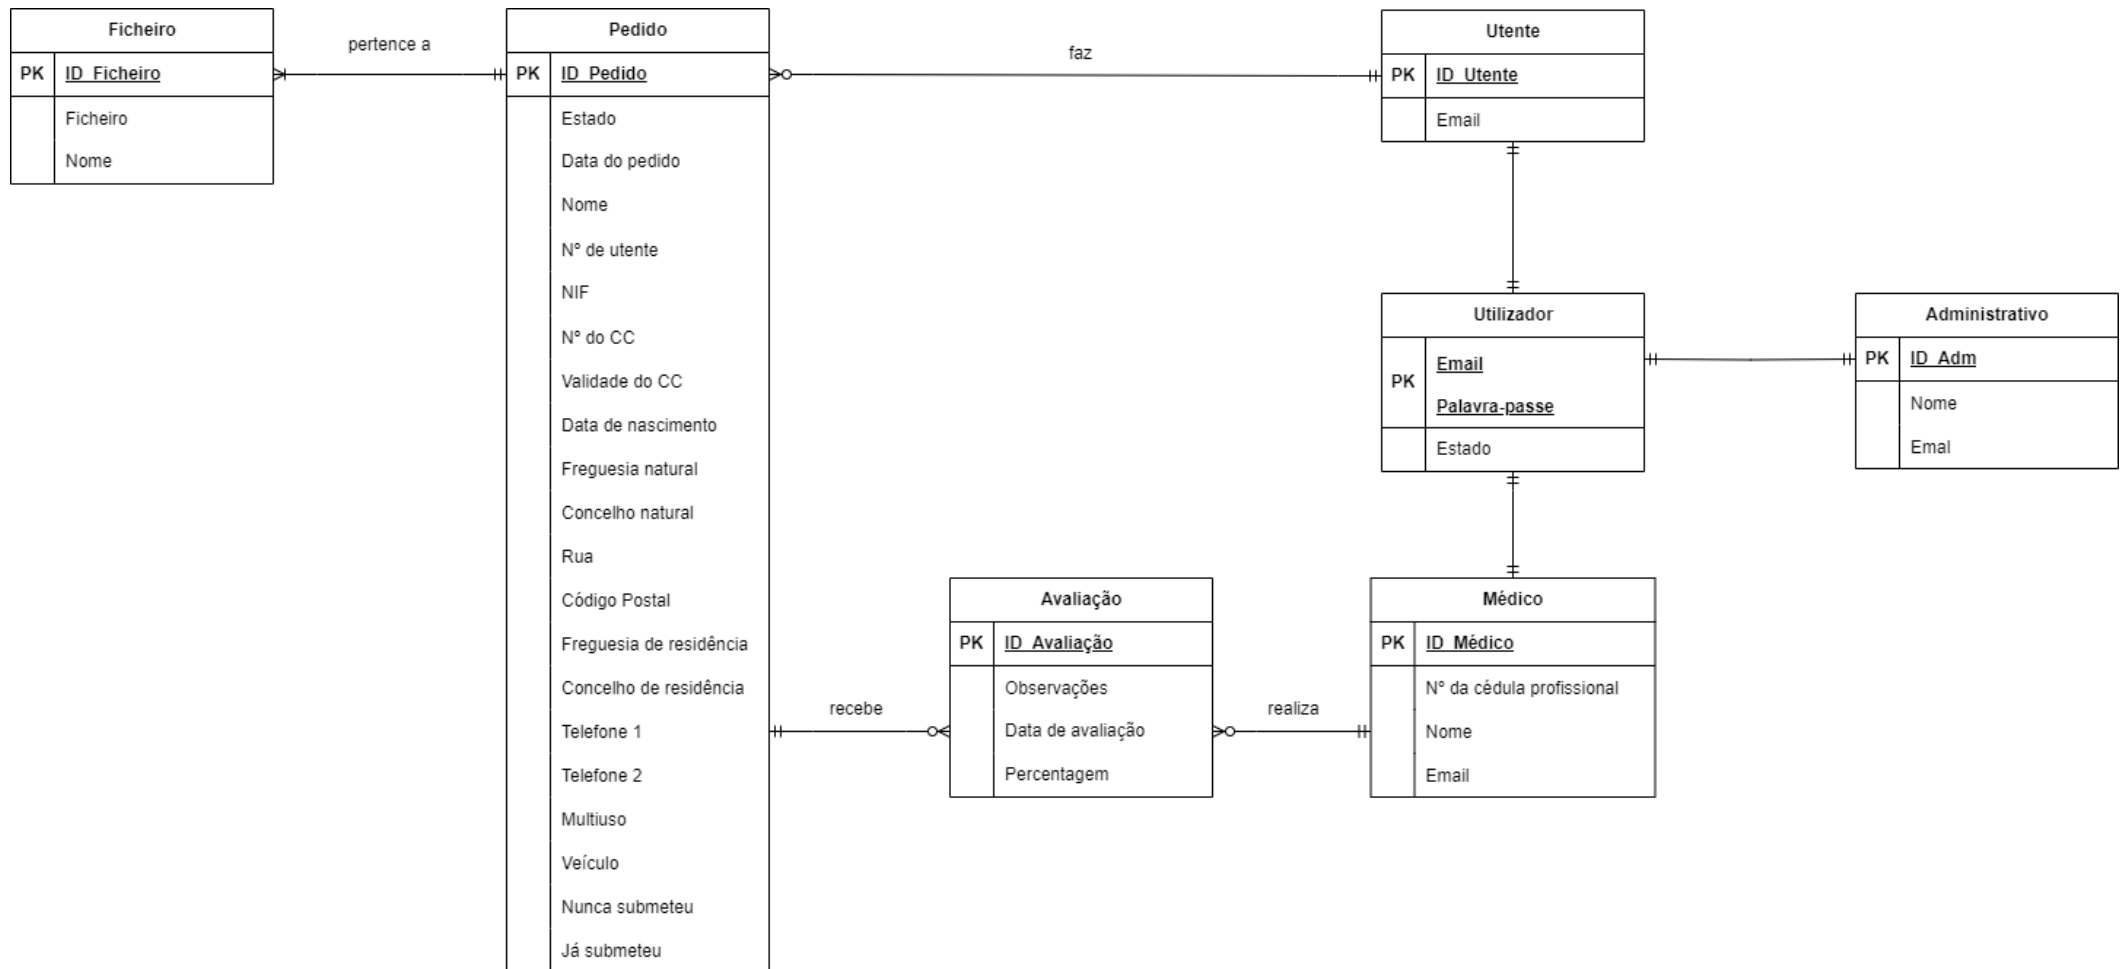 Ficheiro
PK ID_Ficheiro
Ficheiro
Nome
pertence a
Pedido
PK ID_Pedido
Estado
Data do pedido
Nome
Nº de utente
NIF
Nº do CC
Validade do CC
Data de nascimento
Freguesia natural
Concelho natural
Rua
Código Postal
Freguesia de residência
Concelho de residência
Telefone 1
Telefone 2
Multiuso
Veículo
Nunca submeteu
Já submeteu
faz
Utente
PK ID_Utente
Email
Utilizador
PK
Email
Palavra-passe
Estado
Administrativo
PK ID_Adm
Nome
Emal
recebe
Avaliação
PK ID_Avaliação
Observações
Data de avaliação
Percentagem
realiza
Médico
PK ID_Médico
Nº da cédula profissional
Nome
Email